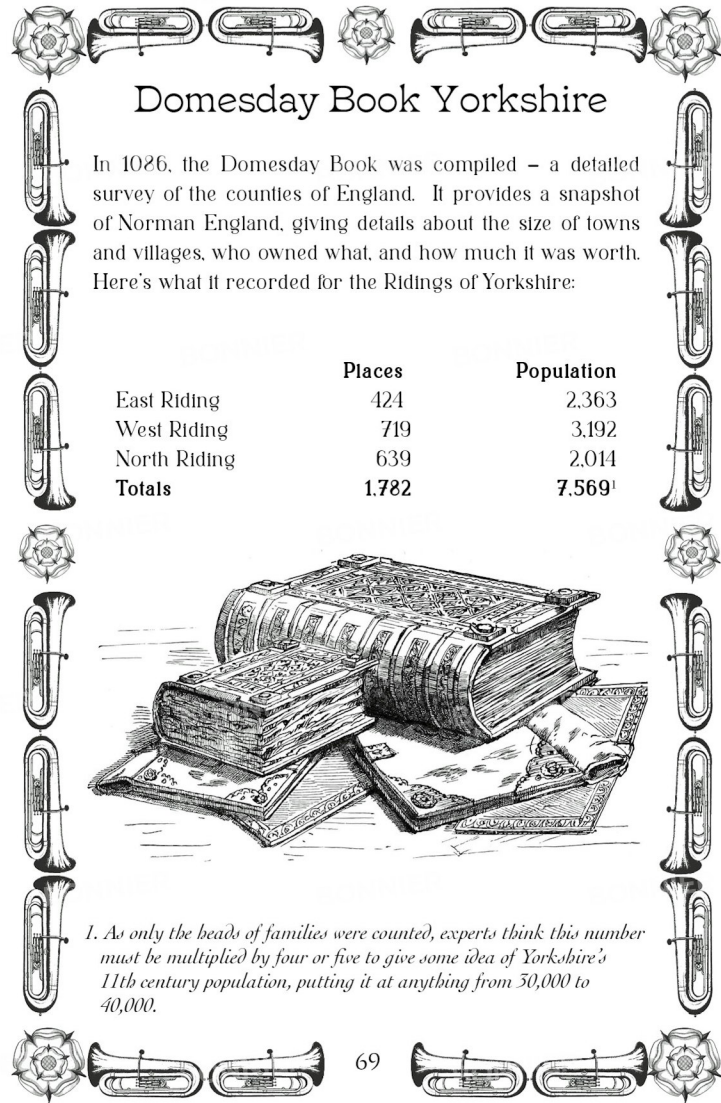 Domesday Book Yorkshire
In 1086, the Domesday Book was compiled – a detailed
survey of the counties of England. It provides a snapshot
of Norman England, giving details about the size of towns
and villages, who owned what, and how much it was worth.
Here's what it recorded for the Ridings of Yorkshire:
Places Population
East Riding 424 2,363
West Riding 719 3,192
North Riding 639 2,014
Totals 1,782 7,569¹
1. As only the heads of families were counted, experts think this number
must be multiplied by four or five to give some idea of Yorkshire's
11th century population, putting it at anything from 30,000 to
40,000.
69